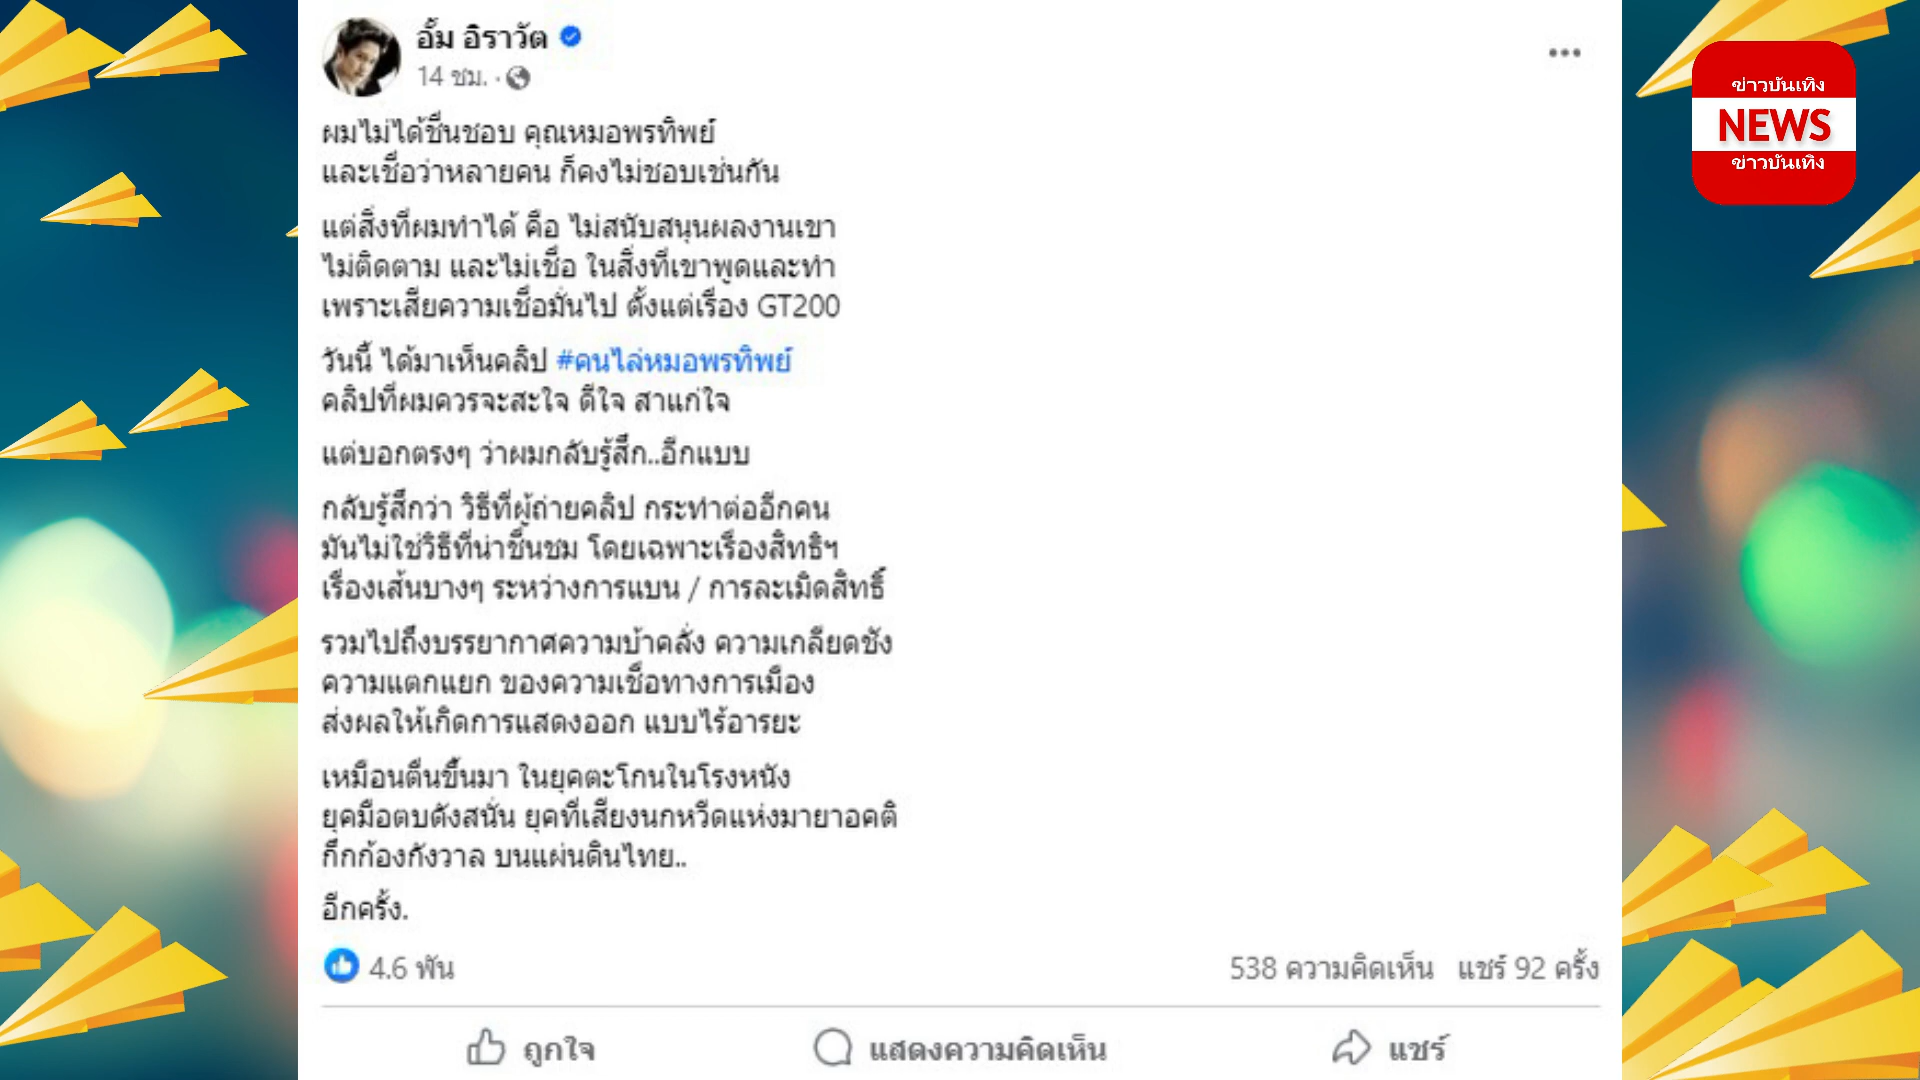 อั้ม อิราวัต
14 ชม. ·
ผมไม่ได้ชื่นชอบ คุณหมอพรทิพย์
และเชื่อว่าหลายคน ก็คงไม่ชอบเช่นกัน
แต่สิ่งที่ผมทำได้ คือ ไม่สนับสนุนผลงานเขา
ไม่ติดตาม และไม่เชื่อ ในสิ่งที่เขาพูดและทำ
เพราะเสียความเชื่อมั่นไป ตั้งแต่เรื่อง GT200
วันนี้ ได้มาเห็นคลิป #คนไล่หมอพรทิพย์
คลิปที่ผมควรจะสะใจ ดีใจ สาแก่ใจ
แต่บอกตรงๆ ว่าผมกลับรู้สึก..อีกแบบ
กลับรู้สึกว่า วิธีที่ผู้ถ่ายคลิป กระทำต่ออีกคน
มันไม่ใช่วิธีที่น่าชื่นชม โดยเฉพาะเรื่องสิทธิฯ
เรื่องเส้นบางๆ ระหว่างการแบน / การละเมิดสิทธิ์
รวมไปถึงบรรยากาศความบ้าคลั่ง ความเกลียดชัง
ความแตกแยก ของความเชื่อทางการเมือง
ส่งผลให้เกิดการแสดงออก แบบไร้อารยะ
เหมือนตื่นขึ้นมา ในยุคตะโกนในโรงหนัง
ยุคมือตบดังสนั่น ยุคที่เสียงนกหวีดแห่งมายาอคติ
กึกก้องกังวาล บนแผ่นดินไทย..
อีกครั้ง.
4.6 พัน
538 ความคิดเห็น แชร์ 92 ครั้ง
ถูกใจ
แสดงความคิดเห็น
แชร์
ข่าวบันเทิง
NEWS
ข่าวบันเทิง